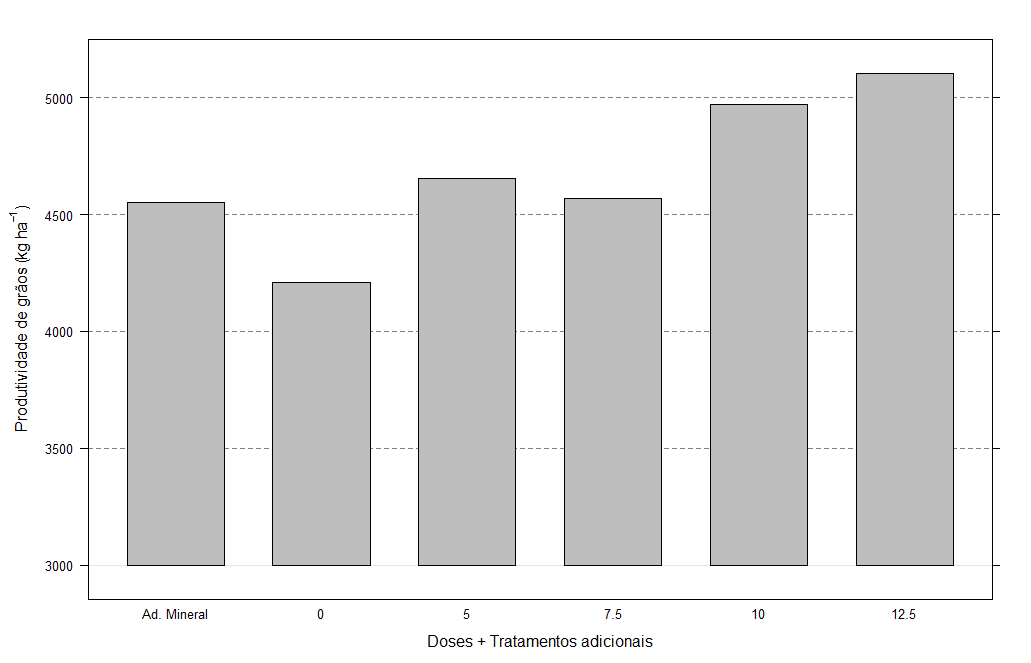 Produtividade de grãos (kg ha⁻¹)
5000
4500
4000
3500
3000
Ad. Mineral 0 5 7.5 10 12.5
Doses + Tratamentos adicionais